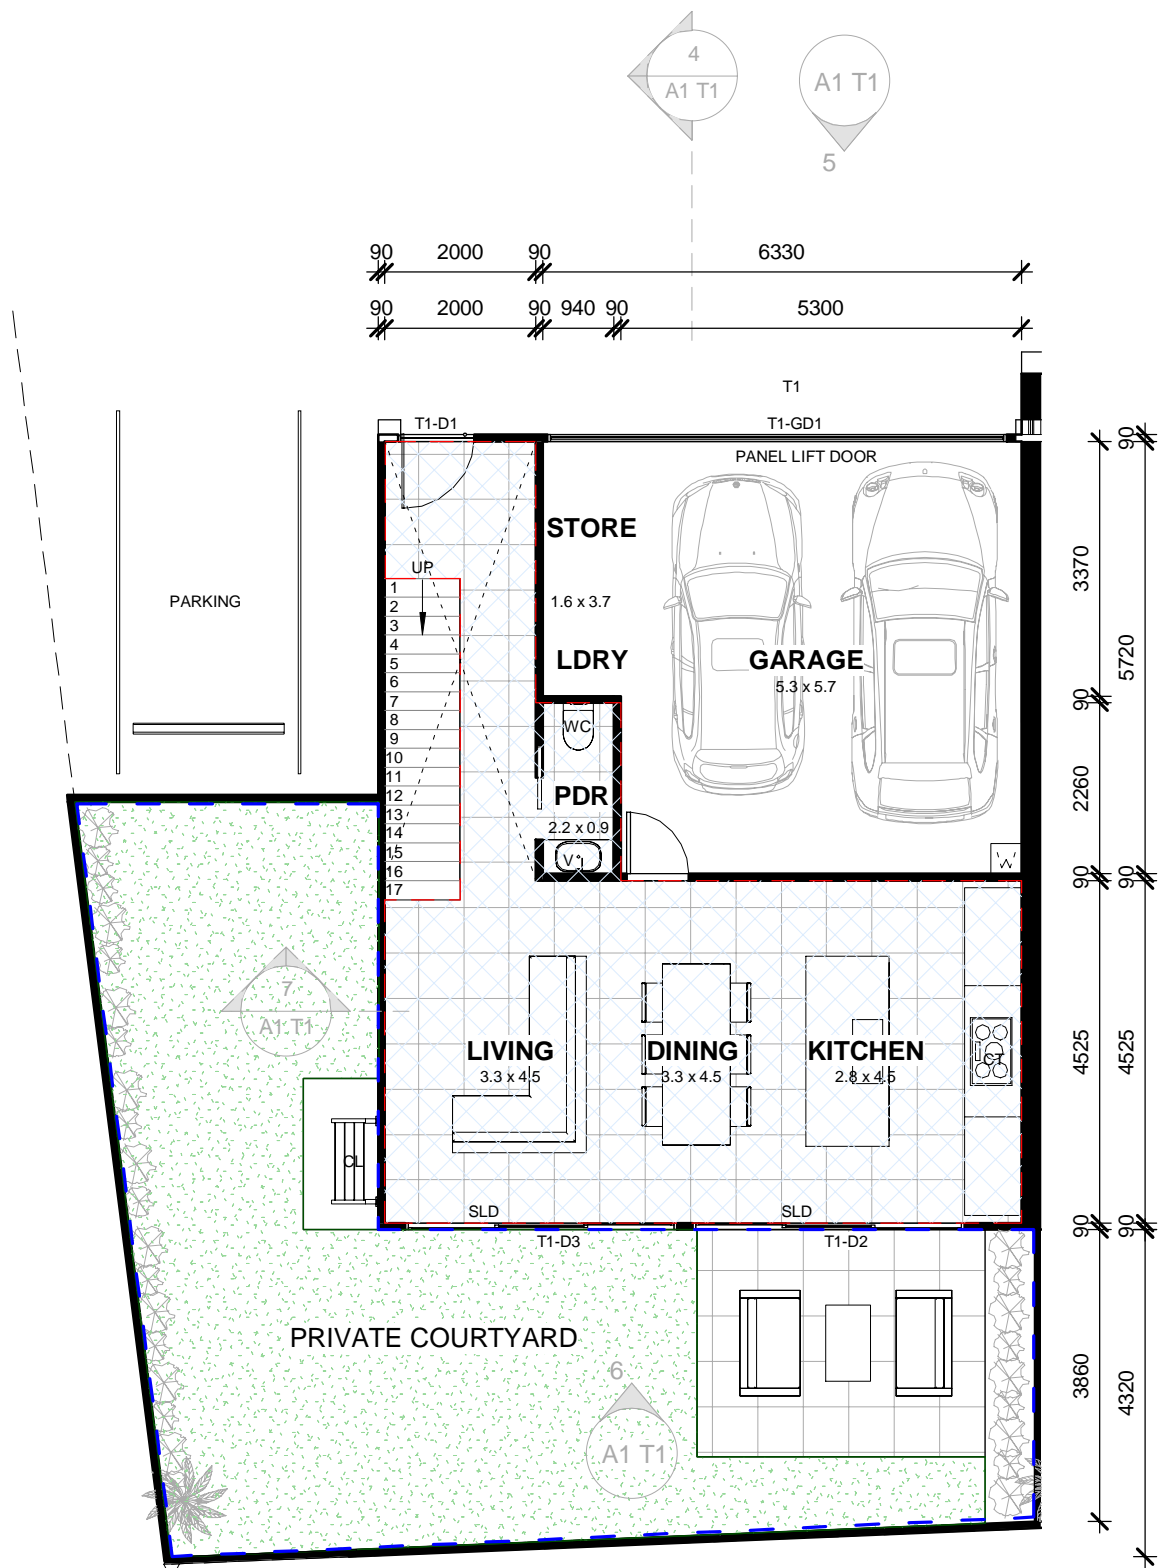 4
A1 T1
A1 T1
5
90 2000 90 6330
90 2000 90 940 90 5300
T1
T1-D1
T1-GD1
PANEL LIFT DOOR
STORE
1.6 x 3.7
LDRY
GARAGE
5.3 x 5.7
PARKING
UP
1
2
3
4
5
6
7
8
9
10
11
12
13
14
15
16
17
WC
PDR
2.2 x 0.9
V
W
90
3370
5720
90
2260
90
90
7
A1 T1
LIVING
3.3 x 4.5
DINING
3.3 x 4.5
KITCHEN
2.8 x 4.5
CT
4525
4525
CL
SLD
SLD
T1-D3
T1-D2
90
90
PRIVATE COURTYARD
6
A1 T1
3860
4320